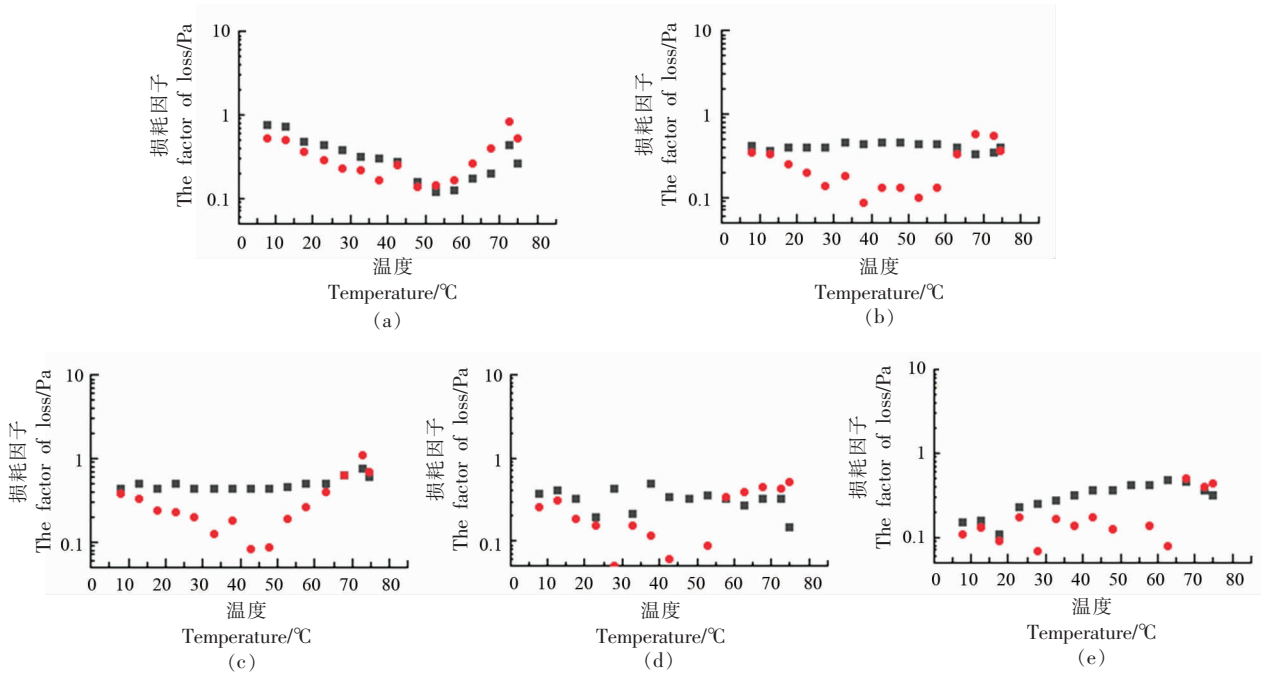 10
1
0.1
损耗因子
The factor of loss/Pa
0 10 20 30 40 50 60 70 80
温度
Temperature/℃
(a)
10
1
0.1
损耗因子
The factor of loss/Pa
0 10 20 30 40 50 60 70 80
温度
Temperature/℃
(b)
10
1
0.1
损耗因子
The factor of loss/Pa
0 10 20 30 40 50 60 70 80
温度
Temperature/℃
(c)
10
1
0.1
损耗因子
The factor of loss/Pa
0 10 20 30 40 50 60 70 80
温度
Temperature/℃
(d)
10
1
0.1
损耗因子
The factor of loss/Pa
0 10 20 30 40 50 60 70 80
温度
Temperature/℃
(e)